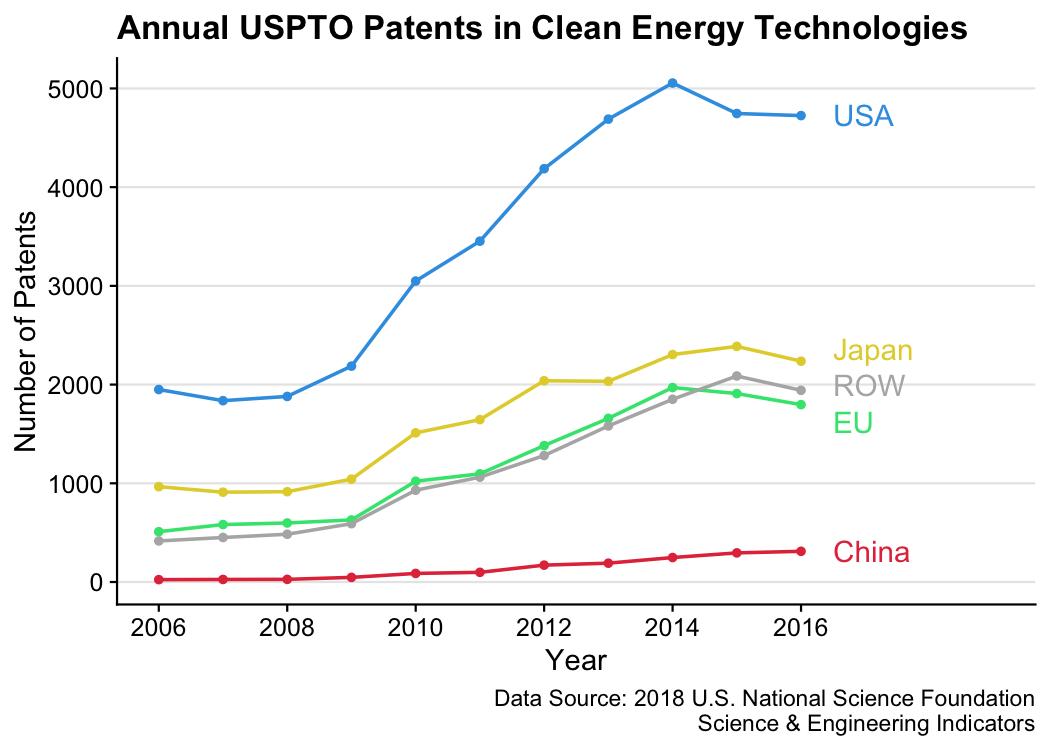 Annual USPTO Patents in Clean Energy Technologies
Number of Patents
5000
4000
3000
2000
1000
0
USA
Japan
ROW
EU
China
2006 2008 2010 2012 2014 2016
Year
Data Source: 2018 U.S. National Science Foundation
Science & Engineering Indicators